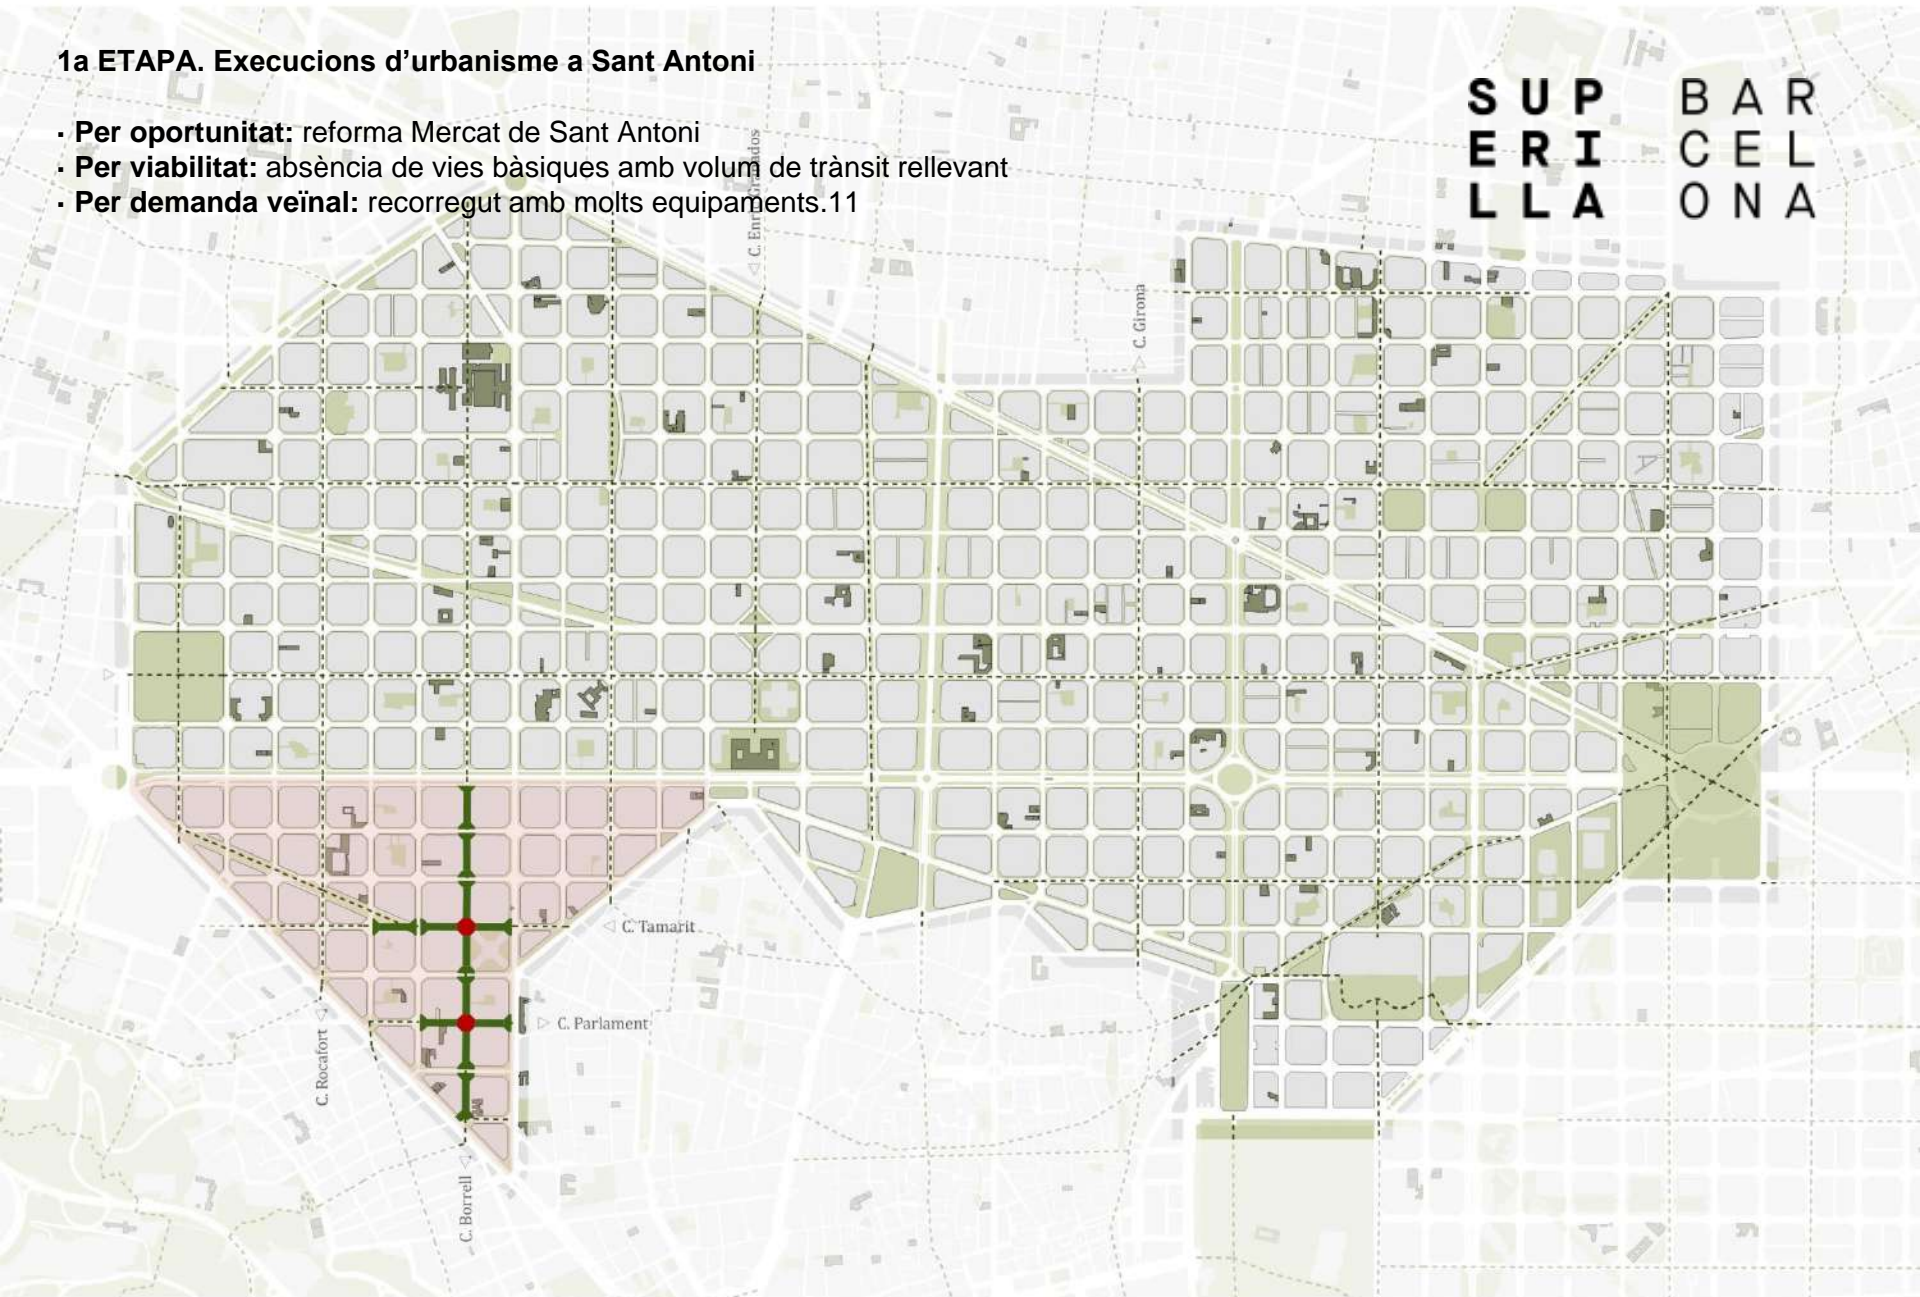 1a ETAPA. Execucions d’urbanisme a Sant Antoni
· Per oportunitat: reforma Mercat de Sant Antoni
· Per viabilitat: absència de vies bàsiques amb volum de trànsit rellevant
· Per demanda veïnal: recorregut amb molts equipaments.11
SUP BAR
ERI CEL
LLA ONA
C. Enric Granados
C. Girona
C. Tamarit
C. Parlament
C. Rocafort
C. Borrell